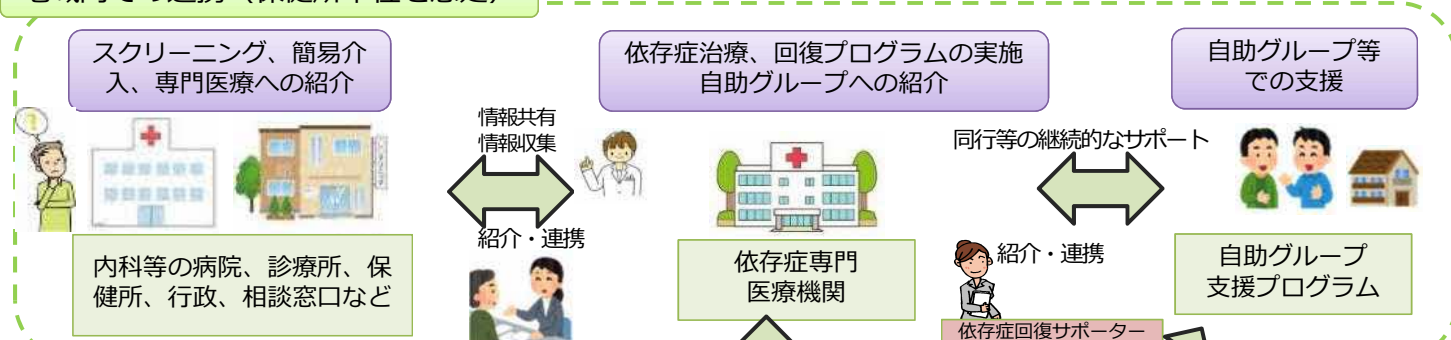 スクリーニング、簡易介
入、専門医療への紹介
依存症治療、回復プログラムの実施
自助グループへの紹介
自助グループ等
での支援
情報共有
情報収集
同行等の継続的なサポート
紹介・連携
紹介・連携
内科等の病院、診療所、保
健所、行政、相談窓口など
依存症専門
医療機関
自助グループ
支援プログラム
依存症回復サポーター